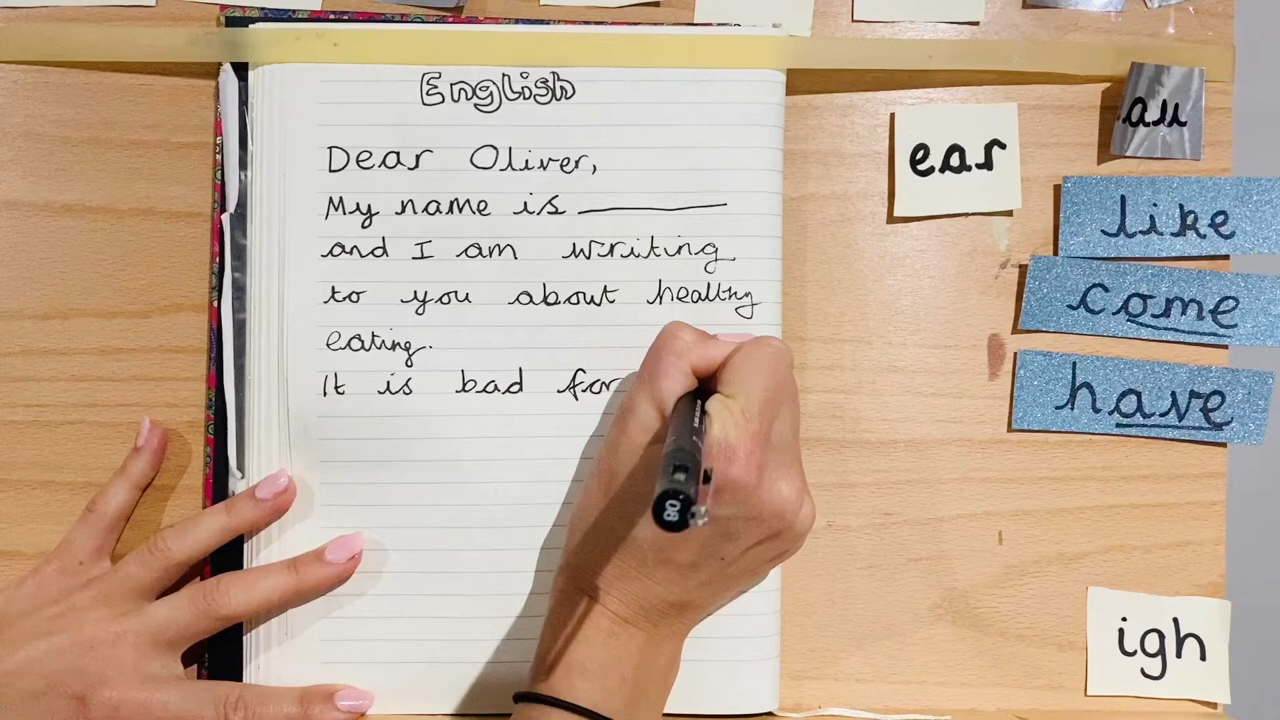 English
Dear Oliver,
My name is
and I am writing
to you about healthy
eating.
It is bad for
ear
au
like
come
have
igh
08